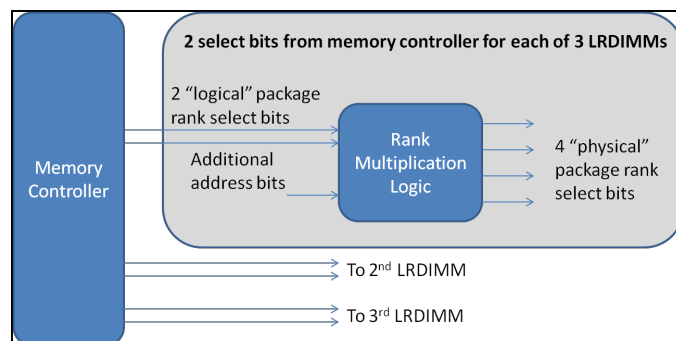 2 select bits from memory controller for each of 3 LRDIMMs
2 “logical” package
rank select bits
Additional
address bits
Memory
Controller
Rank
Multiplication
Logic
4 “physical”
package rank
select bits
To 2nd LRDIMM
To 3rd LRDIMM